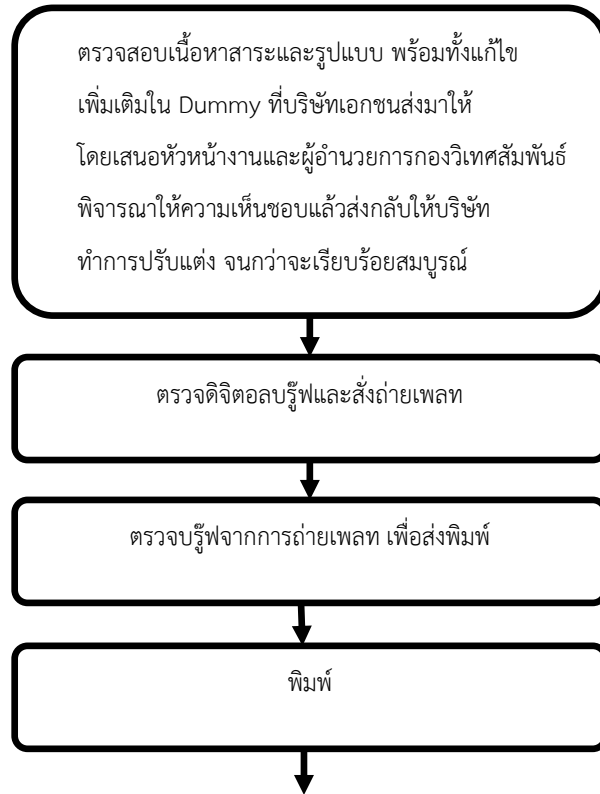 ตรวจสอบเนื้อหาสาระและรูปแบบ พร้อมทั้งแก้ไข
เพิ่มเติมใน Dummy ที่บริษัทเอกชนส่งมาให้
โดยเสนอหัวหน้างานและผู้อำนวยการกองวิเทศสัมพันธ์
พิจารณาให้ความเห็นชอบแล้วส่งกลับให้บริษัท
ทำการปรับแต่ง จนกว่าจะเรียบร้อยสมบูรณ์
ตรวจดิจิตอลบรู๊ฟและสั่งถ่ายเพลท
ตรวจบรู๊ฟจากการถ่ายเพลท เพื่อส่งพิมพ์
พิมพ์